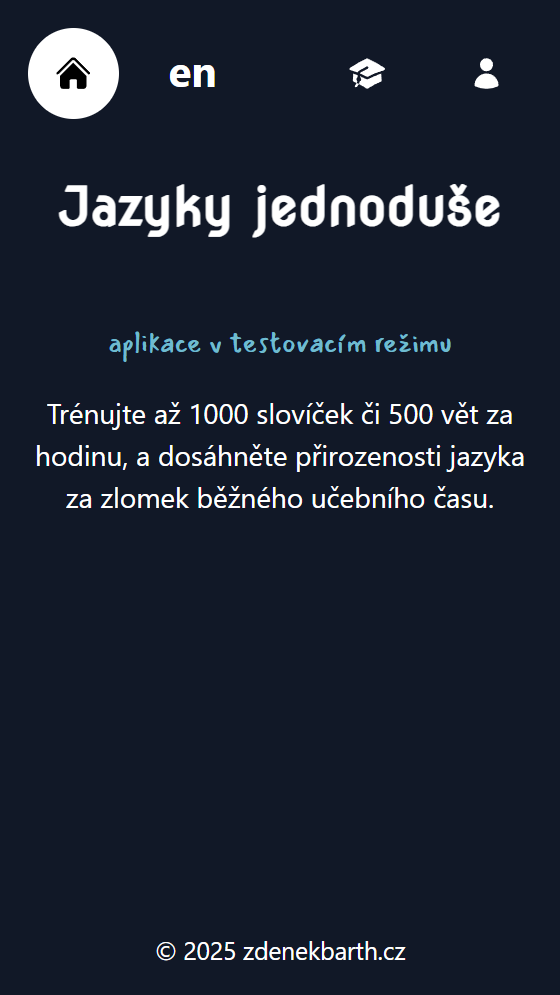 en
Jazyky jednoduše
aplikace v testovacím režimu
Trénujte až 1000 slovíček či 500 vět za
hodinu, a dosáhněte přirozenosti jazyka
za zlomek běžného učebního času.
© 2025 zdenekbarth.cz